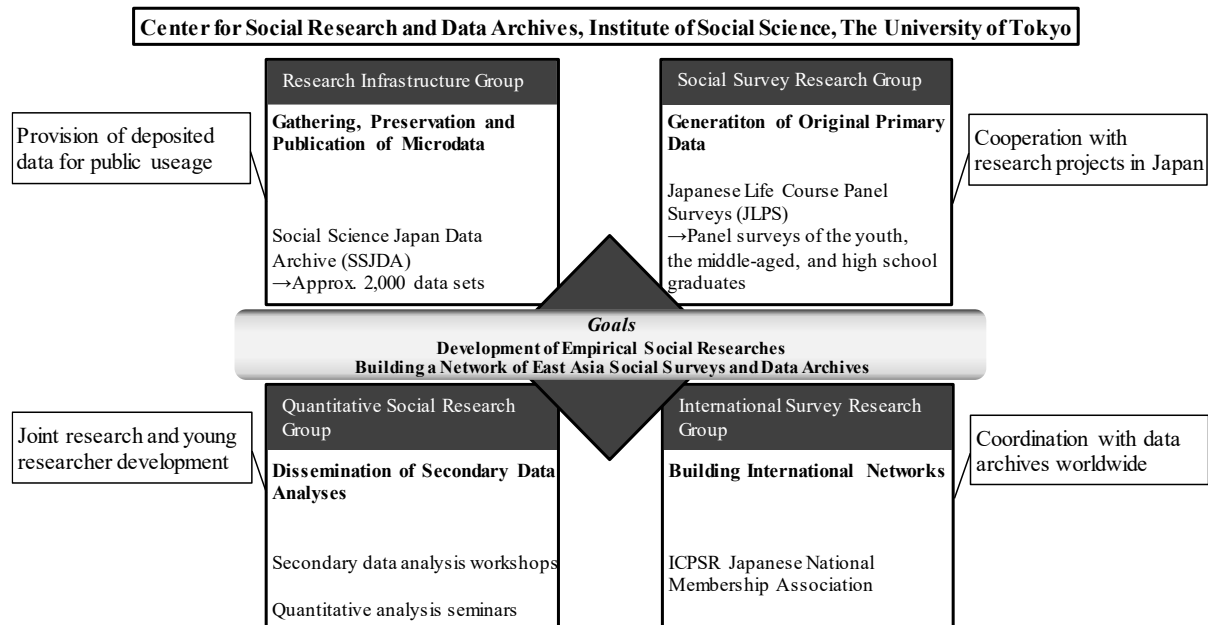 Center for Social Research and Data Archives, Institute of Social Science, The University of Tokyo
Research Infrastructure Group
Gathering, Preservation and
Publication of Microdata
Social Science Japan Data
Archive (SSJDA)
→Approx. 2,000 data sets
Provision of deposited
data for public useage
Social Survey Research Group
Generatiton of Original Primary
Data
Japanese Life Course Panel
Surveys (JLPS)
→Panel surveys of the youth,
the middle-aged, and high school
graduates
Cooperation with
research projects in Japan
Goals
Development of Empirical Social Researches
Building a Network of East Asia Social Surveys and Data Archives
Quantitative Social Research
Group
Dissemination of Secondary Data
Analyses
Secondary data analysis workshops
Quantitative analysis seminars
Joint research and young
researcher development
International Survey Research
Group
Building International Networks
ICPSR Japanese National
Membership Association
Coordination with data
archives worldwide